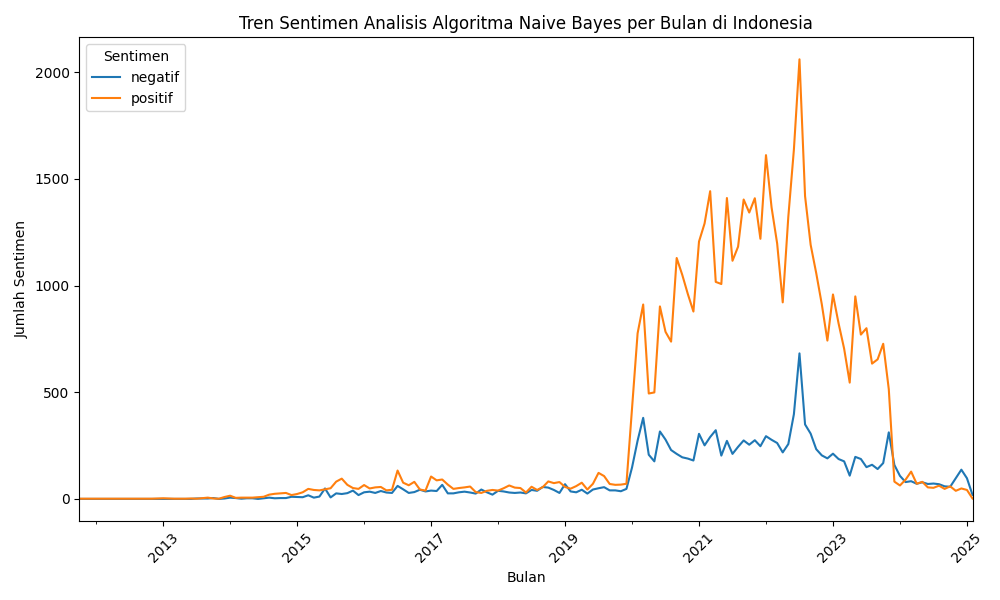 Tren Sentimen Analisis Algoritma Naive Bayes per Bulan di Indonesia
Sentimen
negatif
positif
Jumlah Sentimen
2000
1500
1000
500
0
2013
2015
2017
2019
2021
2023
2025
Bulan